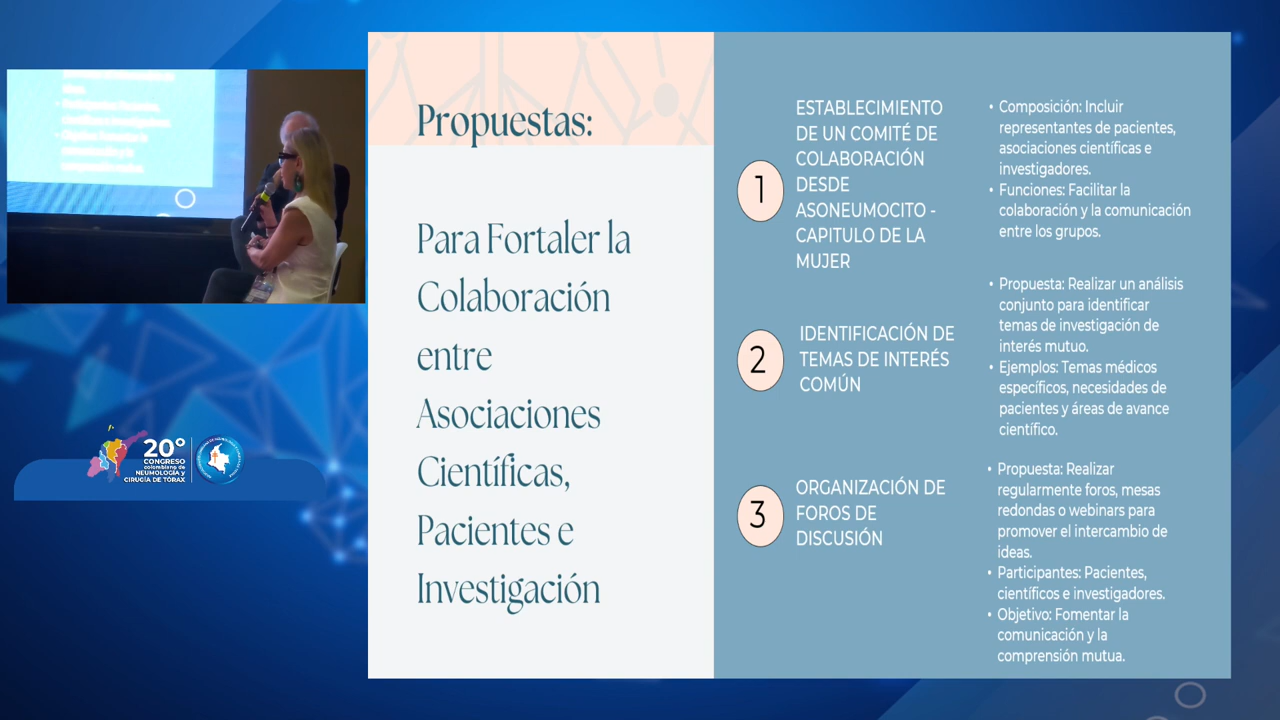 Propuestas:
Para Fortaler la
Colaboración
entre
Asociaciones
Científicas,
Pacientes e
Investigación
1
ESTABLECIMIENTO
DE UN COMITÉ DE
COLABORACIÓN
DESDE
ASONEUMOCITO -
CAPITULO DE LA
MUJER
• Composición: Incluir
representantes de pacientes,
asociaciones científicas e
investigadores.
• Funciones: Facilitar la
colaboración y la comunicación
entre los grupos.
2
IDENTIFICACIÓN DE
TEMAS DE INTERÉS
COMÚN
• Propuesta: Realizar un análisis
conjunto para identificar
temas de investigación de
interés mutuo.
• Ejemplos: Temas médicos
específicos, necesidades de
pacientes y áreas de avance
científico.
3
ORGANIZACIÓN DE
FOROS DE
DISCUSIÓN
• Propuesta: Realizar
regularmente foros, mesas
redondas o webinars para
promover el intercambio de
ideas.
• Participantes: Pacientes,
científicos e investigadores.
• Objetivo: Fomentar la
comunicación y la
comprensión mutua.
20°
CONGRESO
colombiano de
NEUMOLOGÍA y
CIRUGÍA DE TÓRAX